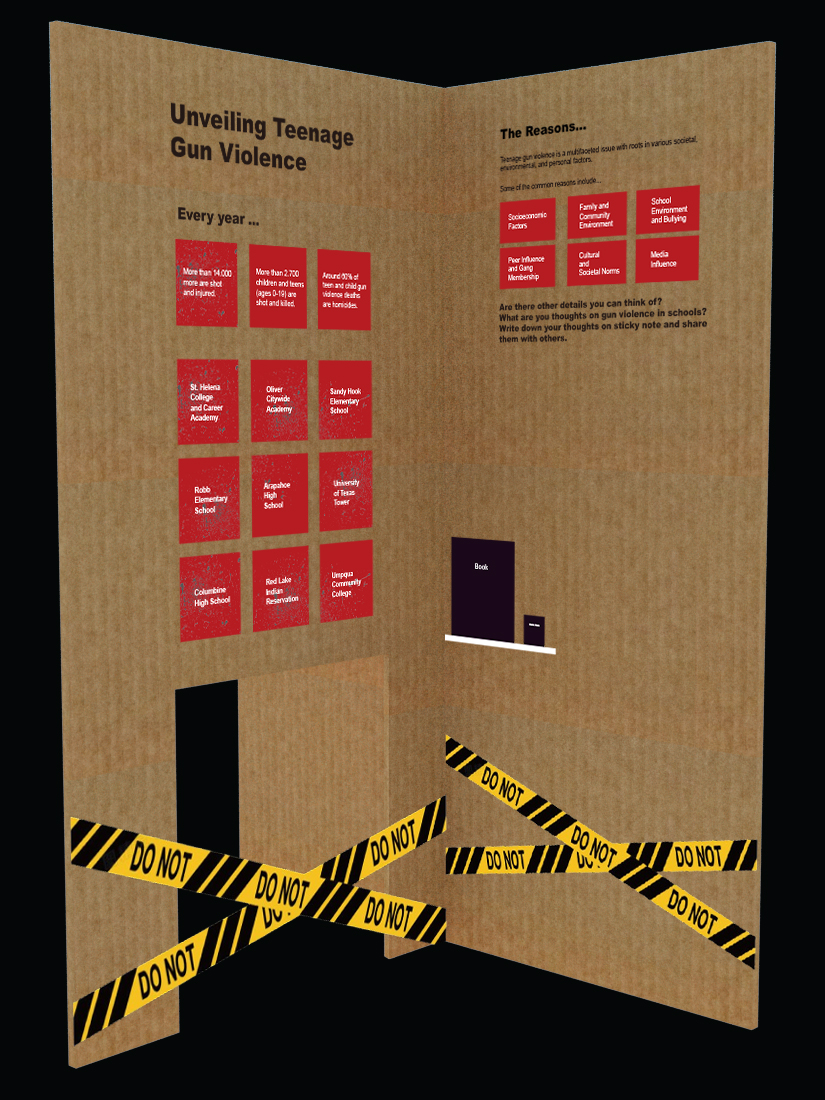 Unveiling Teenage
Gun Violence
Every year ...
More than 14.000
more are shot
and injured.
More than 2.700
children and teens
(ages 0-19) are
shot and killed.
Around 60% of
teen and child gun
violence deaths
are homicides.
St. Helena
College
and Career
Academy
Oliver
Citywide
Academy
Sandy Hook
Elementary
School
Robb
Elementary
School
Arapahoe
High
School
University
of Texas
Tower
Columbine
High School
Red Lake
Indian
Reservation
Umpqua
Community
College
DO NOT
DO NOT
DO NOT
DO NOT
DO NOT
The Reasons...
Teenage gun violence is a multifaceted issue with roots in various societal,
environmental, and personal factors.
Some of the common reasons include...
Socioeconomic
Factors
Family and
Community
Environment
School
Environment
and Bullying
Peer Influence
and Gang
Membership
Cultural
and
Societal Norms
Media
Influence
Are there other details you can think of?
What are you thoughts on gun violence in schools?
Write down your thoughts on sticky note and share
them with others.
Book
DO NOT
DO NOT
DO NOT
DO NOT
DO NOT